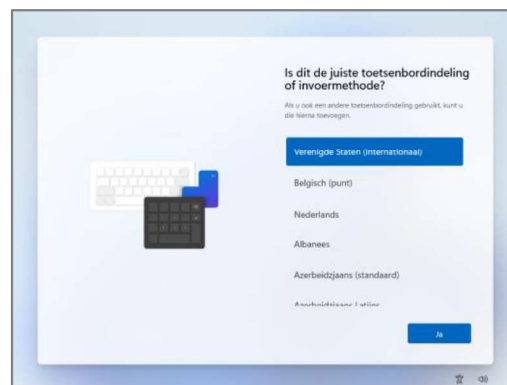 Is dit de juiste toetsenbordindeling
of invoermethode?
Als u ook een andere toetsenbordindeling gebruikt, kunt u
die hierna toevoegen.
Verenigde Staten (internationaal)
Belgisch (punt)
Nederlands
Albanees
Azerbeidzjaans (standaard)
Ja